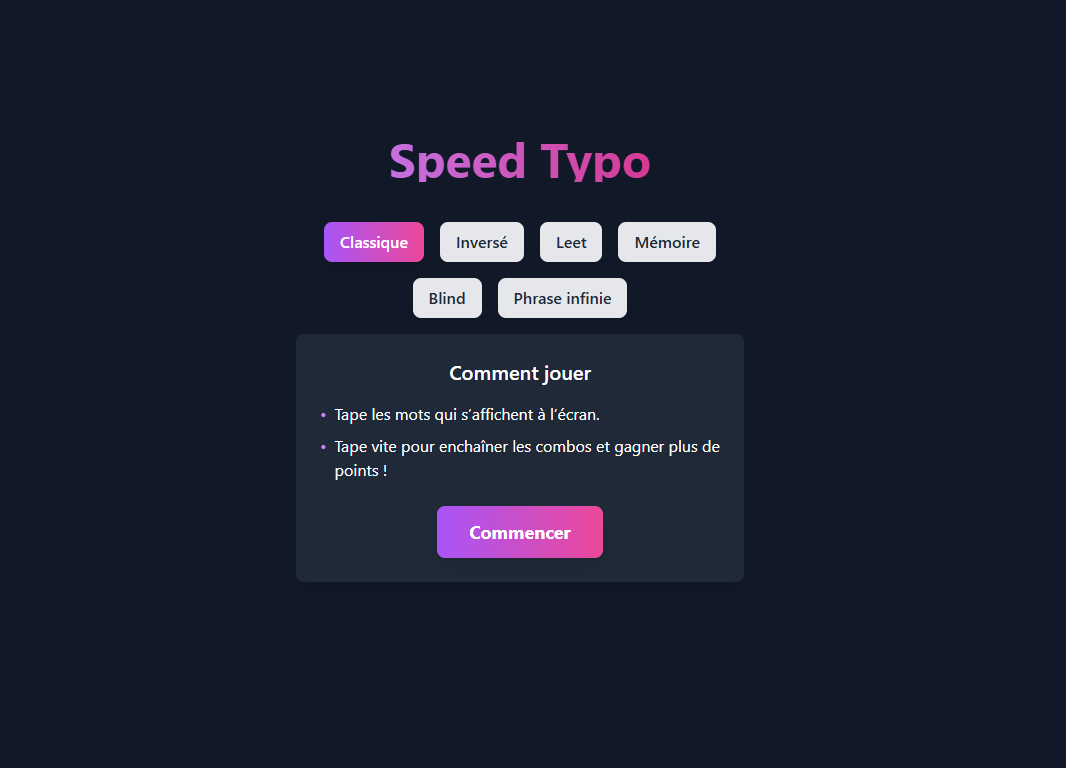 Speed Typo
Classique Inversé Leet Mémoire
Blind Phrase infinie
Comment jouer
• Tape les mots qui s’affichent à l’écran.
• Tape vite pour enchaîner les combos et gagner plus de
points !
Commencer